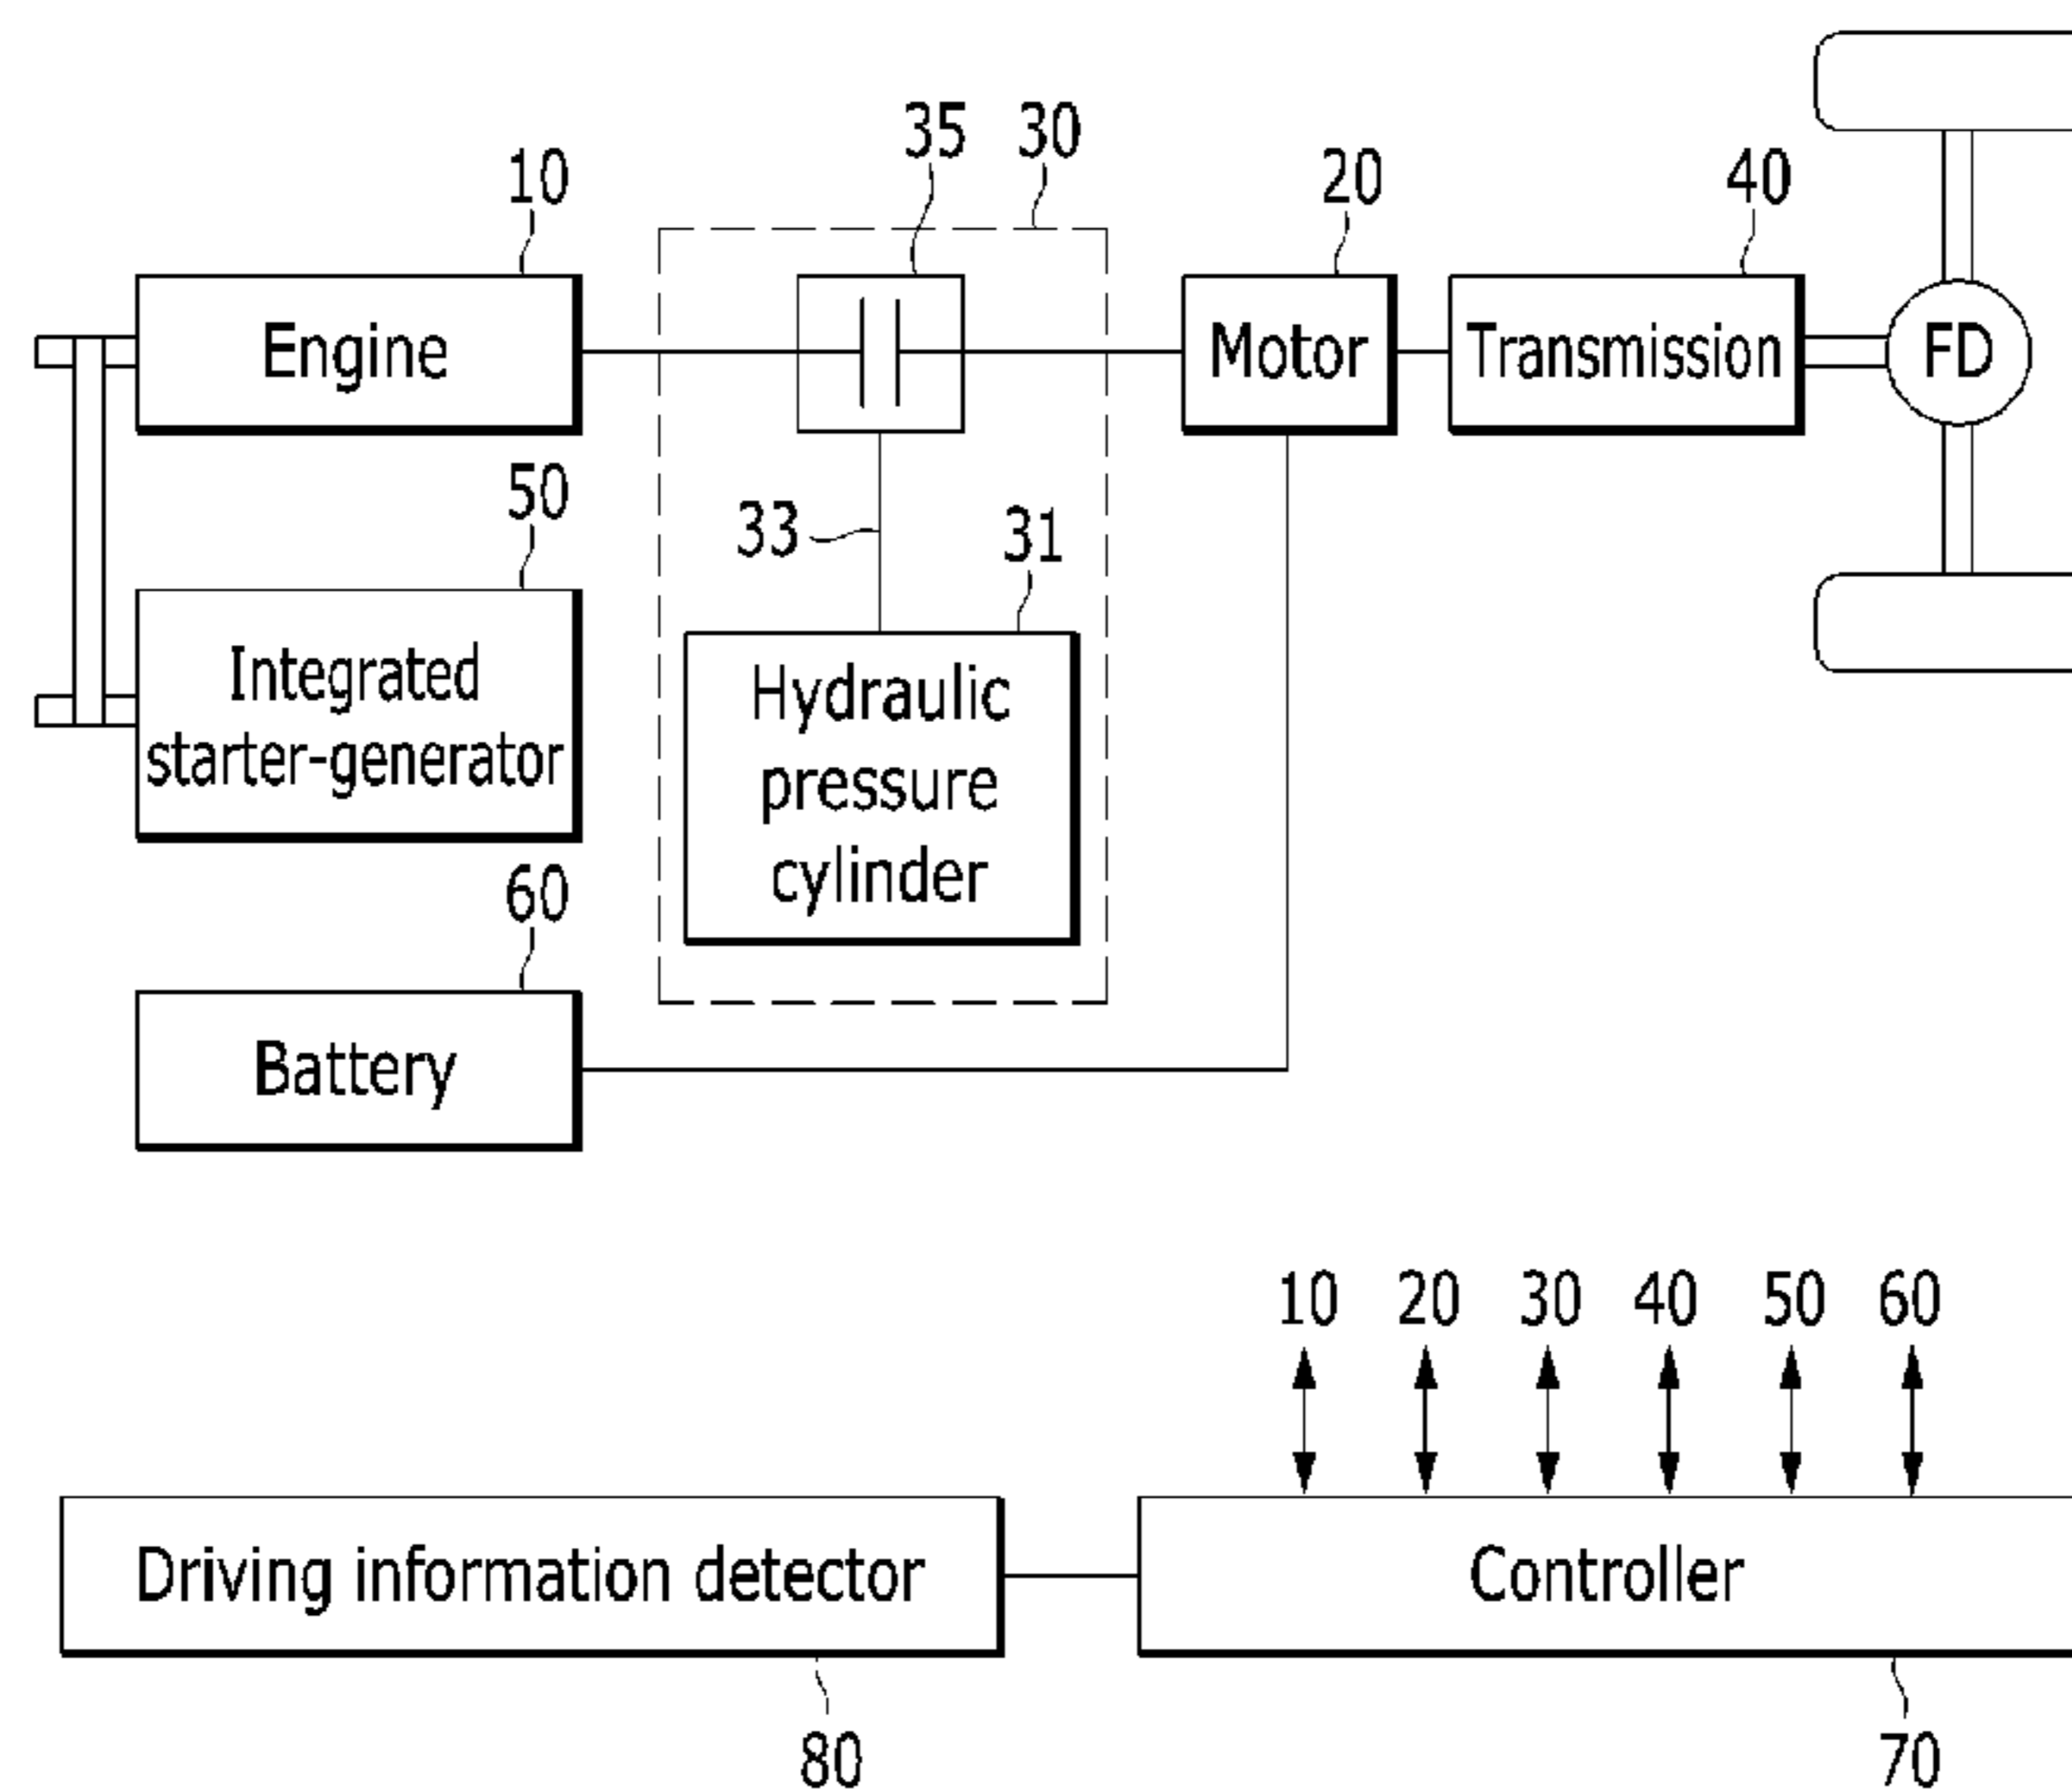 35
30
10
20
40
Engine
Motor
Transmission
FD
50
33
31
Integrated
starter-generator
Hydraulic
pressure
cylinder
60
Battery
10 20 30 40 50 60
Driving information detector
Controller
80
70